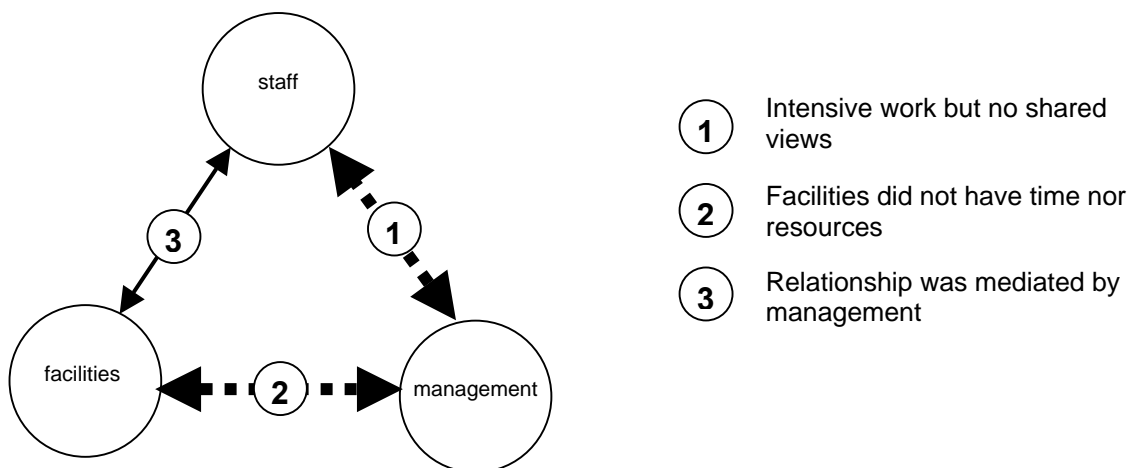 staff
3
1
facilities
2
management
1
Intensive work but no shared
views
2
Facilities did not have time nor
resources
3
Relationship was mediated by
management